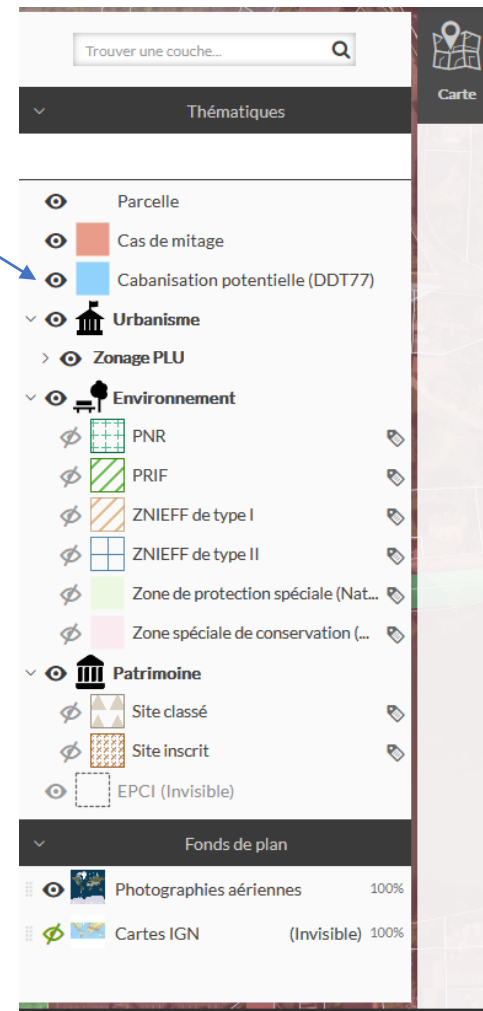 Trouver une couche...
Carte
Thématiques
Parcelle
Cas de mitage
Cabanisation potentielle (DDT77)
Urbanisme
Zonage PLU
Environnement
PNR
PRIF
ZNIEFF de type I
ZNIEFF de type II
Zone de protection spéciale (Nat...
Zone spéciale de conservation (...
Patrimoine
Site classé
Site inscrit
EPCI (Invisible)
Fonds de plan
Photographies aériennes 100%
Cartes IGN (Invisible) 100%